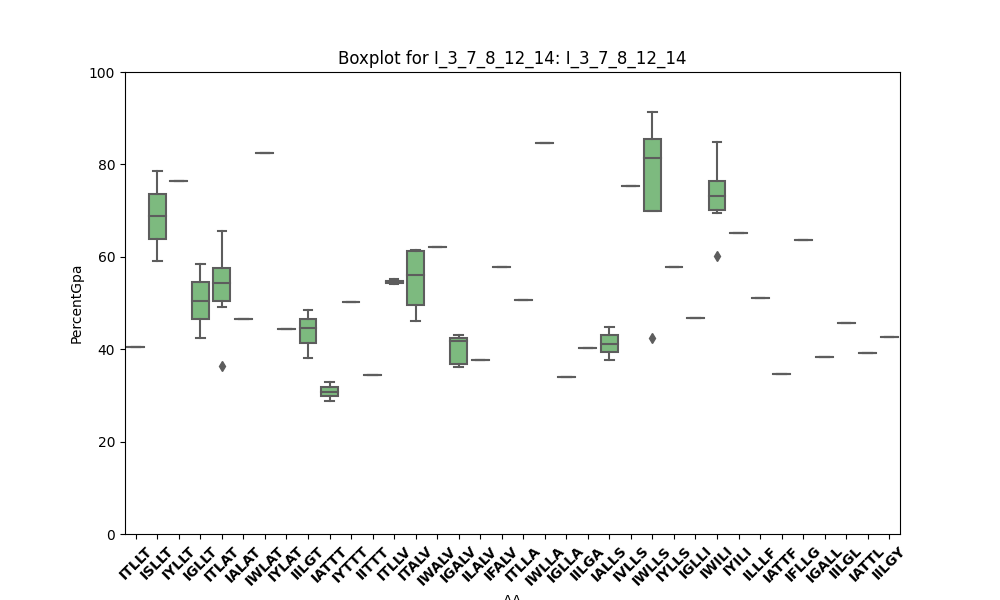 Boxplot for I_3_7_8_12_14: I_3_7_8_12_14
100
80
60
40
20
0
PercentGpa
ITLLT
ISLLT
IYLLT
IGLLT
ITLAT
IALAT
IWLAT
IYLAT
IILGT
IATTT
IYTTT
IITTT
ITLLV
ITALV
IWALV
IGALV
ILALV
IFALV
ITLLA
IWLLA
IGLLA
IILGA
IALLS
IVLLS
IWLLS
IYLLS
IGLLI
IWILI
IYILI
ILLLF
IATTF
IFLLG
IGALL
IILGL
IATTL
IILGY
AA